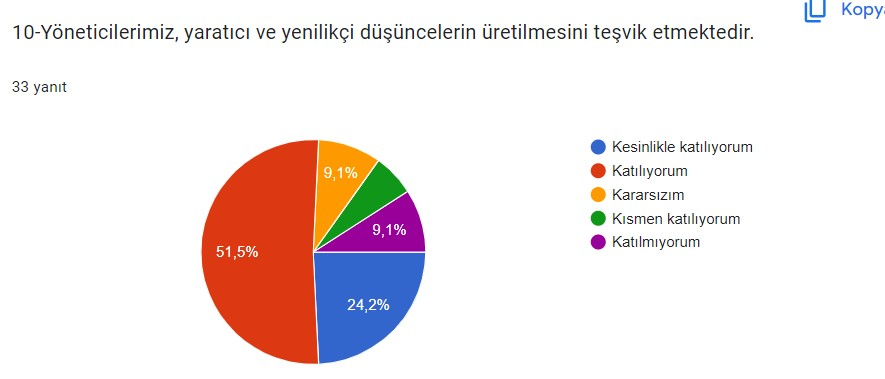 Kopya
10-Yöneticilerimiz, yaratıcı ve yenilikçi düşüncelerin üretilmesini teşvik etmektedir.
33 yanıt
Kesinlikle katılıyorum
Katılıyorum
Kararsızım
Kısmen katılıyorum
Katılmıyorum
9,1%
9,1%
51,5%
24,2%